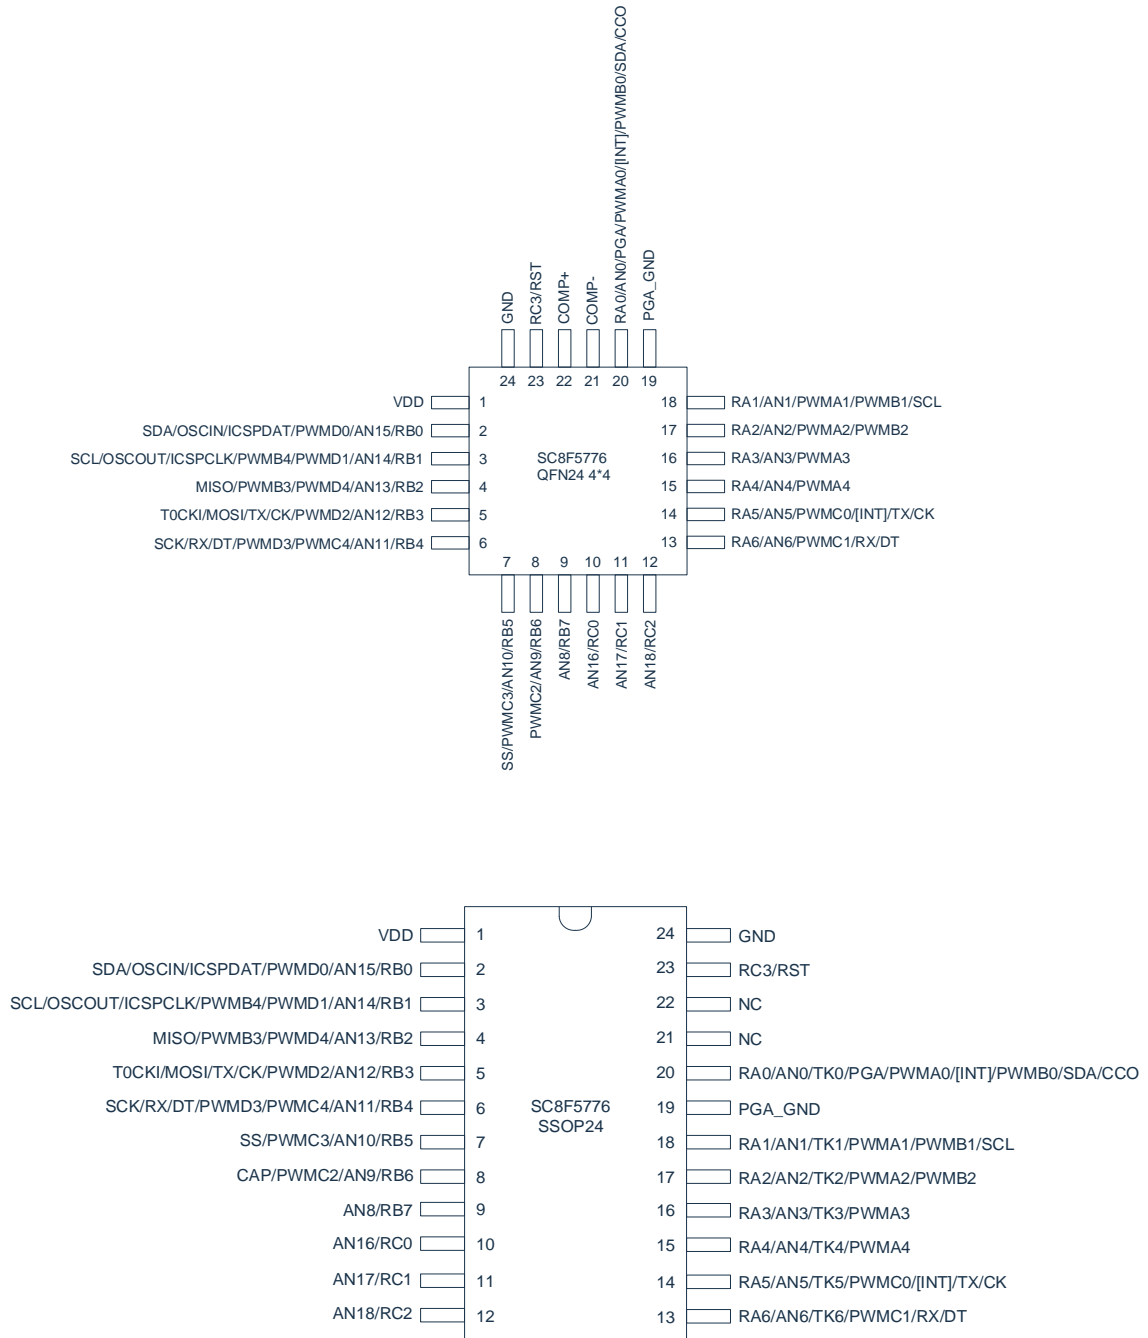 RA0/AN0/PGA/PWMA0/[INT]/PWMB0/SDA/CCO
GND
RC3/RST
COMP+
COMP-
PGA_GND
24 23 22 21 20 19
VDD 1
18 RA1/AN1/PWMA1/PWMB1/SCL
SDA/OSCIN/ICSPDAT/PWMD0/AN15/RB0 2
17 RA2/AN2/PWMA2/PWMB2
SCL/OSCOUT/ICSPCLK/PWMB4/PWMD1/AN14/RB1 3
SC8F5776
QFN24 4*4
16 RA3/AN3/PWMA3
MISO/PWMB3/PWMD4/AN13/RB2 4
15 RA4/AN4/PWMA4
T0CKI/MOSI/TX/CK/PWMD2/AN12/RB3 5
14 RA5/AN5/PWMC0/[INT]/TX/CK
SCK/RX/DT/PWMD3/PWMC4/AN11/RB4 6
13 RA6/AN6/PWMC1/RX/DT
7 8 9 10 11 12
SS/PWMC3/AN10/RB5
PWMC2/AN9/RB6
AN8/RB7
AN16/RC0
AN17/RC1
AN18/RC2
VDD 1
24 GND
SDA/OSCIN/ICSPDAT/PWMD0/AN15/RB0 2
23 RC3/RST
SCL/OSCOUT/ICSPCLK/PWMB4/PWMD1/AN14/RB1 3
22 NC
MISO/PWMB3/PWMD4/AN13/RB2 4
21 NC
T0CKI/MOSI/TX/CK/PWMD2/AN12/RB3 5
20 RA0/AN0/TK0/PGA/PWMA0/[INT]/PWMB0/SDA/CCO
SCK/RX/DT/PWMD3/PWMC4/AN11/RB4 6
SC8F5776
SSOP24
19 PGA_GND
SS/PWMC3/AN10/RB5 7
18 RA1/AN1/TK1/PWMA1/PWMB1/SCL
CAP/PWMC2/AN9/RB6 8
17 RA2/AN2/TK2/PWMA2/PWMB2
AN8/RB7 9
16 RA3/AN3/TK3/PWMA3
AN16/RC0 10
15 RA4/AN4/TK4/PWMA4
AN17/RC1 11
14 RA5/AN5/TK5/PWMC0/[INT]/TX/CK
AN18/RC2 12
13 RA6/AN6/TK6/PWMC1/RX/DT